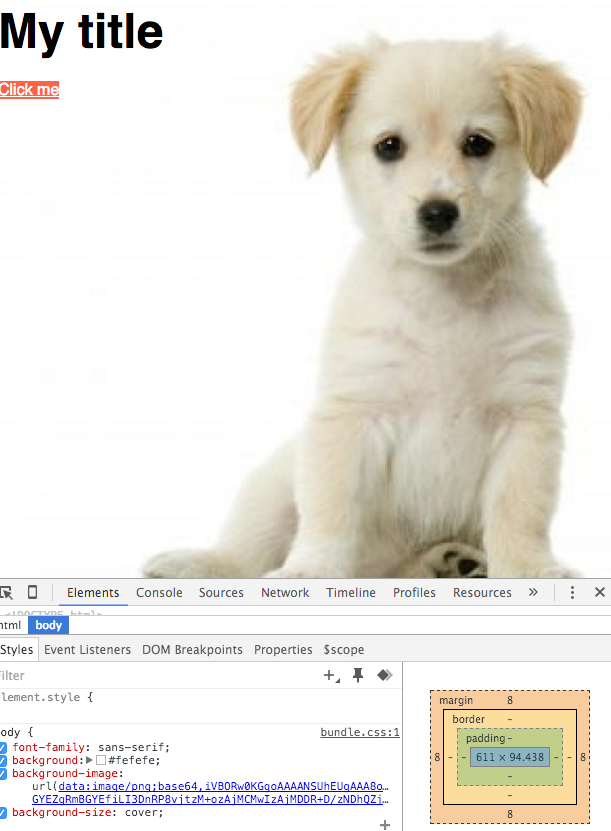 My title
Click me
Elements Console Sources Network Timeline Profiles Resources »
<!DOCTYPE html>
html body
Styles Event Listeners DOM Breakpoints Properties $scope
Filter
element.style {
margin 8
border -
padding -
8 - - 611 × 94.438 - - 8
-
-
8
body { bundle.css:1
font-family: sans-serif;
background: #fefefe;
background-image:
url(data:image/png;base64,iVBORw0KGgoAAAANSUhEUgAAA8o…
GYEZgRmBGYEfiLI3DnRP8vjtzM+ozAjMCMwIzAjMDDR+D/zNDhQZj…
background-size: cover;